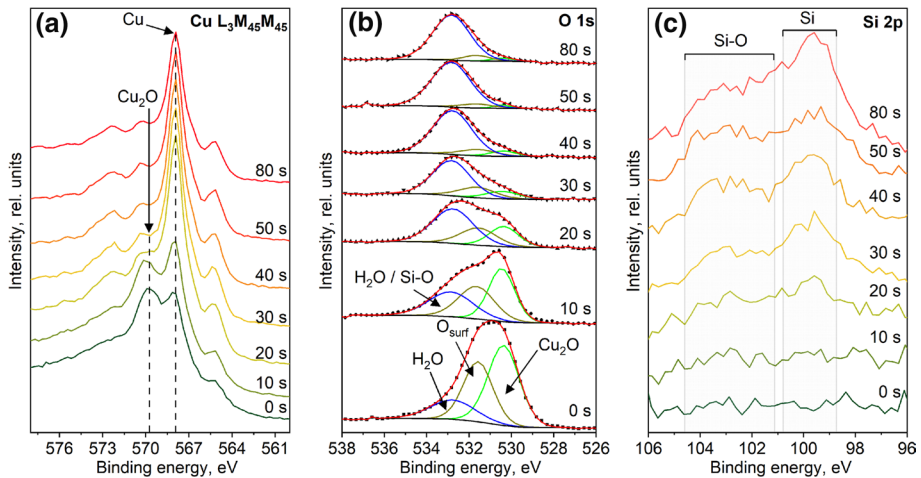 (a)
Cu L3M45M45
Cu
Cu2O
80 s
50 s
40 s
30 s
20 s
10 s
0 s
Intensity, rel. units
576 573 570 567 564 561
Binding energy, eV
(b)
O 1s
80 s
50 s
40 s
30 s
20 s
10 s
H2O / Si-O
Osurf
H2O
Cu2O
0 s
Intensity, rel. units
538 536 534 532 530 528 526
Binding energy, eV
(c)
Si 2p
Si-O
Si
80 s
50 s
40 s
30 s
20 s
10 s
0 s
Intensity, rel. units
106 104 102 100 98 96
Binding energy, eV